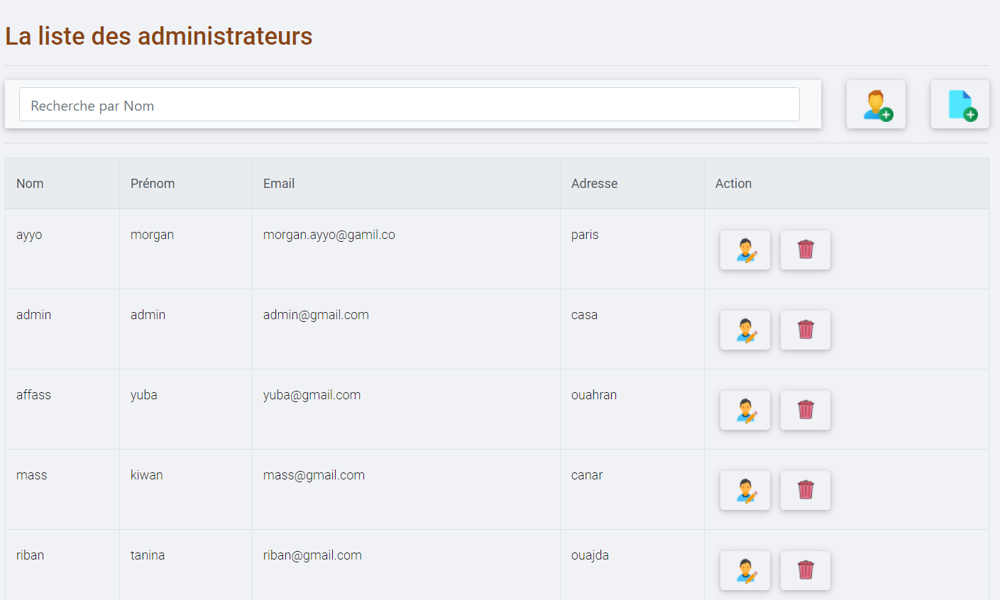 La liste des administrateurs
Recherche par Nom
Nom Prénom Email Adresse Action
ayyo morgan morgan.ayyo@gamil.co paris
admin admin admin@gmail.com casa
affass yuba yuba@gmail.com ouahran
mass kiwan mass@gmail.com canar
riban tanina riban@gmail.com ouajda